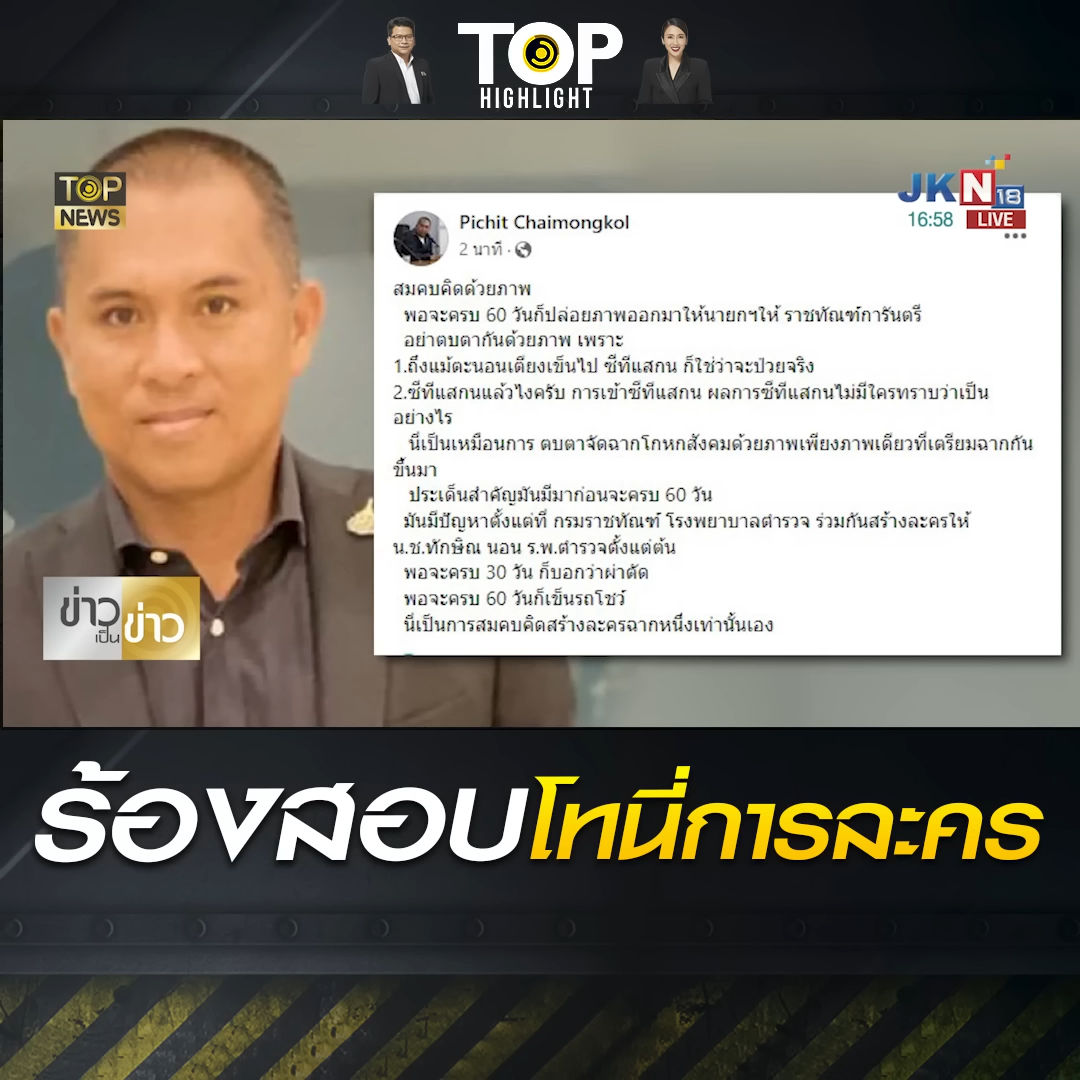 TOP
HIGHLIGHT
TOP
NEWS
JKN18
16:58 LIVE
Pichit Chaimongkol
2 นาที ·
สมคบคิดด้วยภาพ
พอจะครบ 60 วันก็ปล่อยภาพออกมาให้นายกฯให้ ราชทัณฑ์การันตรี
อย่าตบตากันด้วยภาพ เพราะ
1.ถึงแม้ตะนอนเตียงเข็นไป ซีทีแสกน ก็ใช่ว่าจะป่วยจริง
2.ซีทีแสกนแล้วไงครับ การเข้าซีทีแสกน ผลการซีทีแสกนไม่มีใครทราบว่าเป็น
อย่างไร
นี่เป็นเหมือนการ ตบตาจัดฉากโกหกสังคมด้วยภาพเพียงภาพเดียวที่เตรียมฉากกัน
ขึ้นมา
ประเด็นสำคัญมันมีมาก่อนจะครบ 60 วัน
มันมีปัญหาตั้งแต่ที่ กรมราชทัณฑ์ โรงพยาบาลตำรวจ ร่วมกันสร้างละครให้
น.ช.ทักษิณ นอน ร.พ.ตำรวจตั้งแต่ต้น
พอจะครบ 30 วัน ก็บอกว่าผ่าตัด
พอจะครบ 60 วันก็เข็นรถโชว์
นี่เป็นการสมคบคิดสร้างละครฉากหนึ่งเท่านั้นเอง
ข่าว
เป็น ข่าว
ร้องสอบโทนี่การละคร